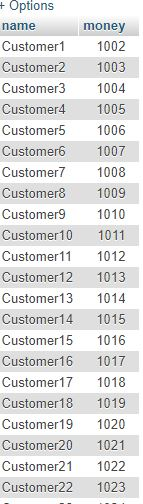 + Options
name money
Customer1 1002
Customer2 1003
Customer3 1004
Customer4 1005
Customer5 1006
Customer6 1007
Customer7 1008
Customer8 1009
Customer9 1010
Customer10 1011
Customer11 1012
Customer12 1013
Customer13 1014
Customer14 1015
Customer15 1016
Customer16 1017
Customer17 1018
Customer18 1019
Customer19 1020
Customer20 1021
Customer21 1022
Customer22 1023